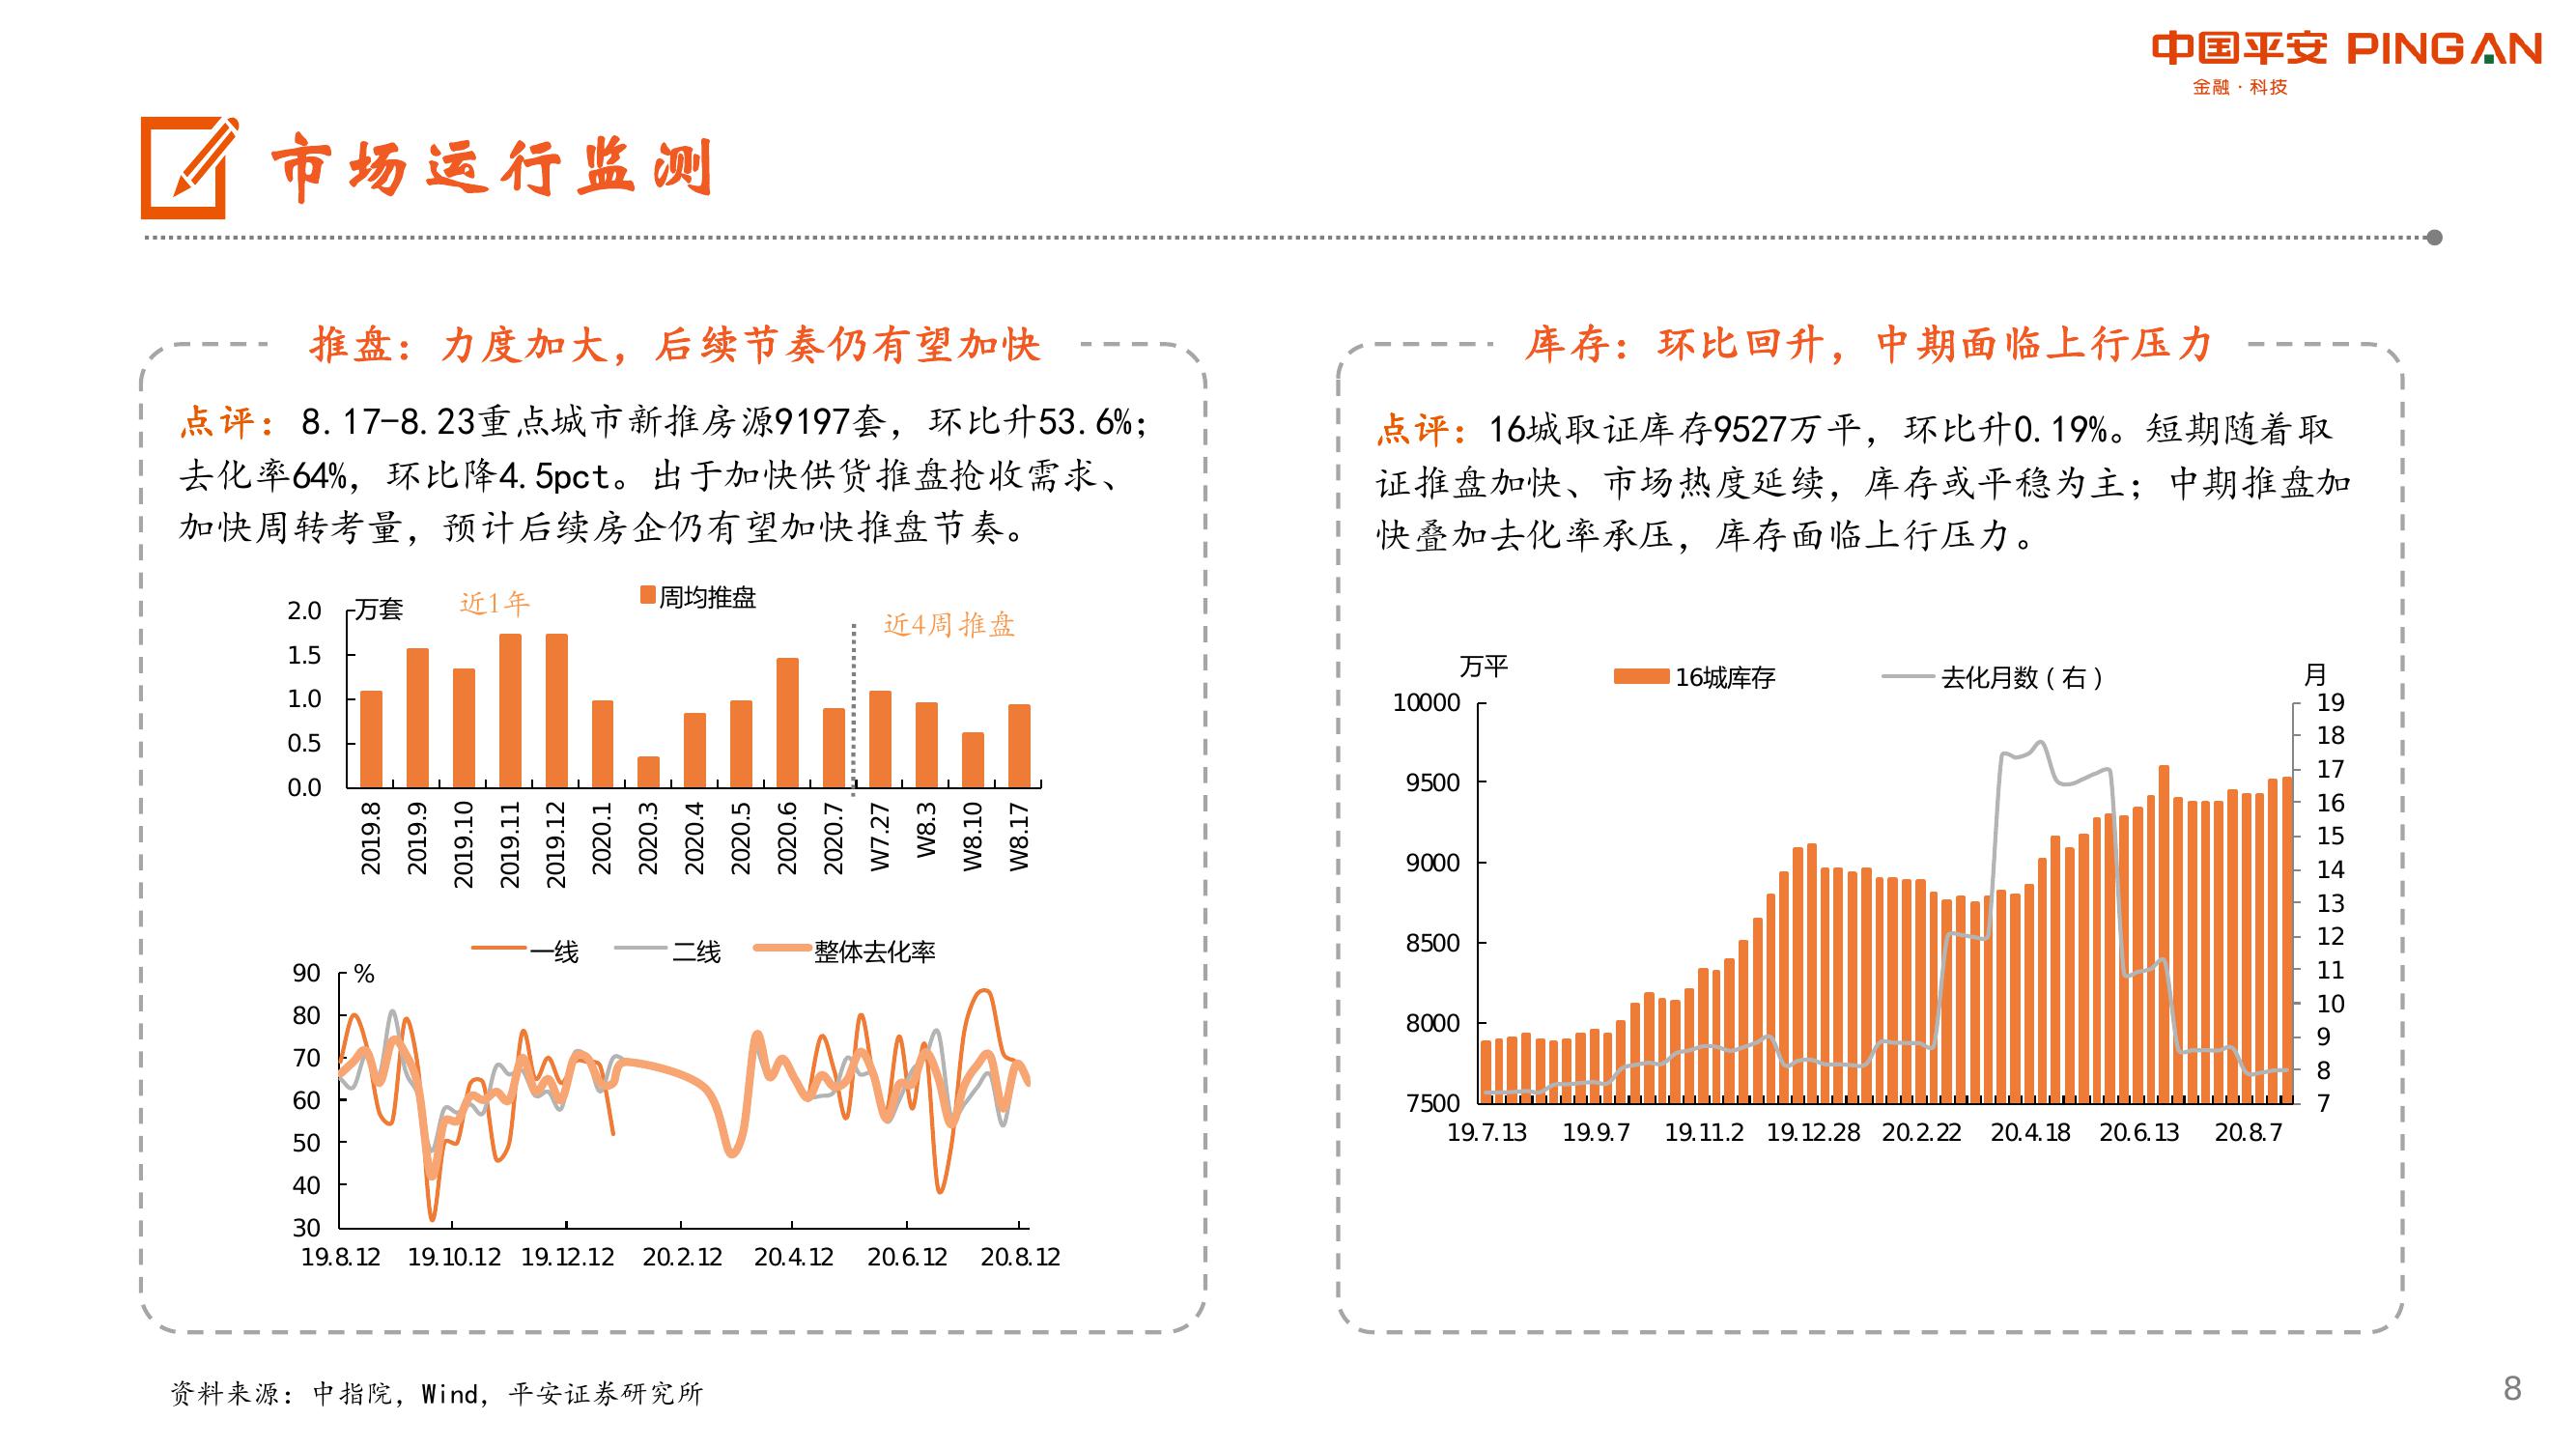 中国平安 PINGAN
金融·科技
市场运行监测
推盘：力度加大，后续节奏仍有望加快
点评：8.17-8.23重点城市新推房源9197套，环比升53.6%；
去化率64%，环比降4.5pct。出于加快供货推盘抢收需求、
加快周转考量，预计后续房企仍有望加快推盘节奏。
万套
近1年
周均推盘
近4周推盘
2.0
1.5
1.0
0.5
0.0
2019.8
2019.9
2019.10
2019.11
2019.12
2020.1
2020.3
2020.4
2020.5
2020.6
2020.7
W7.27
W8.3
W8.10
W8.17
一线
二线
整体去化率
%
90
80
70
60
50
40
30
19.8.12
19.10.12
19.12.12
20.2.12
20.4.12
20.6.12
20.8.12
库存：环比回升，中期面临上行压力
点评：16城取证库存9527万平，环比升0.19%。短期随着取
证推盘加快、市场热度延续，库存或平稳为主；中期推盘加
快叠加去化率承压，库存面临上行压力。
万平
16城库存
去化月数（右）
月
10000
9500
9000
8500
8000
7500
19
18
17
16
15
14
13
12
11
10
9
8
7
19.7.13
19.9.7
19.11.2
19.12.28
20.2.22
20.4.18
20.6.13
20.8.7
资料来源：中指院，Wind，平安证券研究所
8